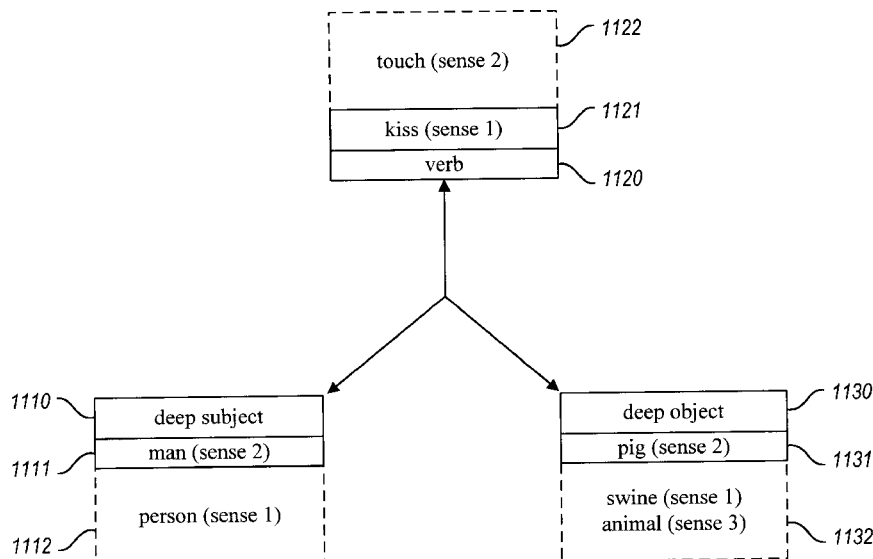 1122
touch (sense 2)
1121
kiss (sense 1)
verb
1120
1110
deep subject
1111
man (sense 2)
person (sense 1)
1112
1130
deep object
pig (sense 2)
1131
swine (sense 1)
animal (sense 3)
1132